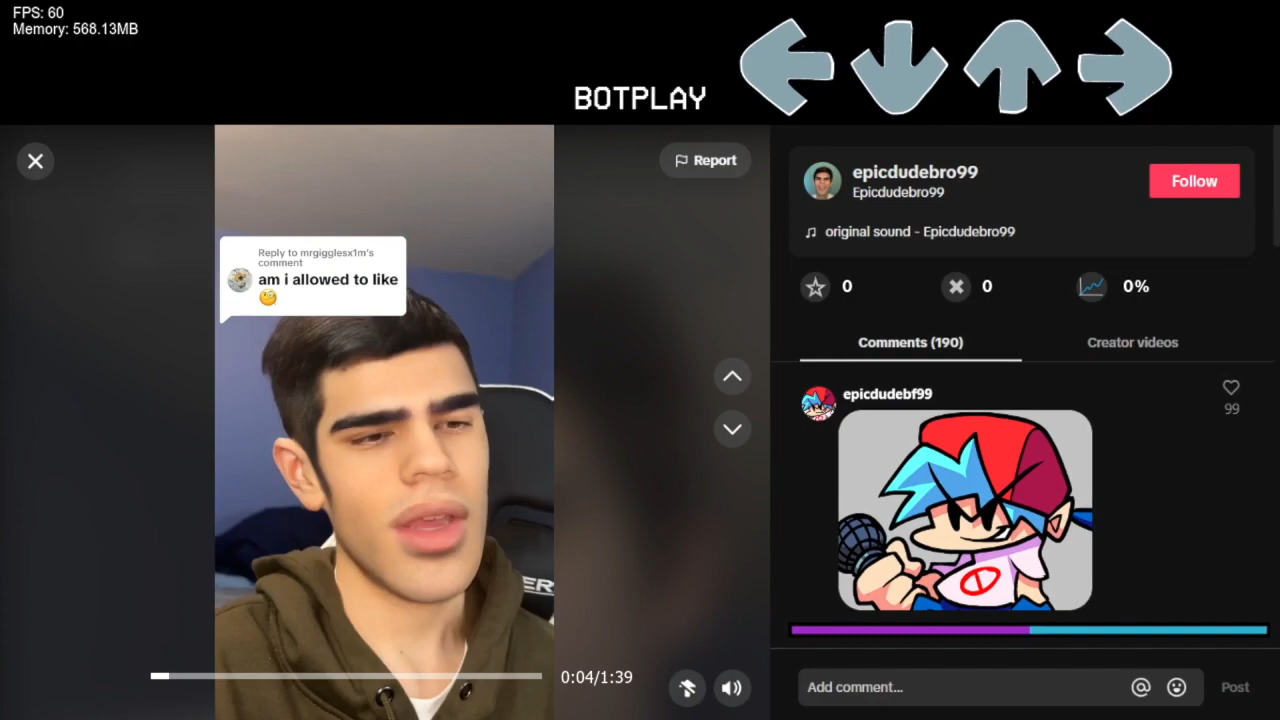 FPS: 60
Memory: 568.13MB
BOTPLAY
Report
Reply to mrgigglesx1m's
comment
am i allowed to like
🧐
ER
0:04/1:39
epicdudebro99
Epicdudebro99
Follow
original sound - Epicdudebro99
0
0
0%
Comments (190)
Creator videos
epicdudebf99
99
Add comment...
Post